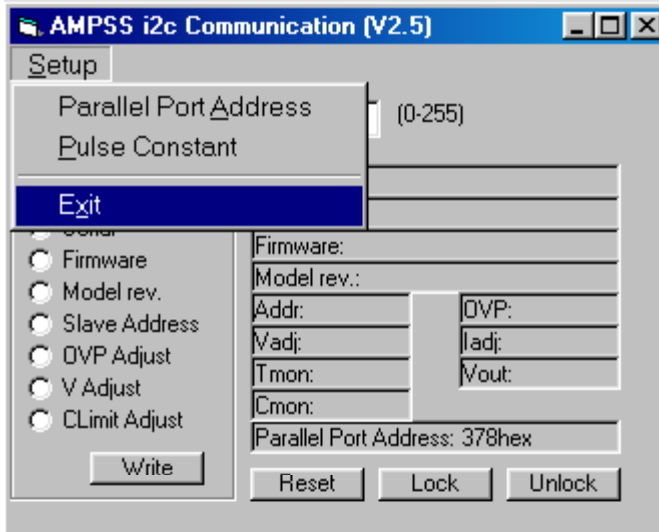 AMPSS i2c Communication (V2.5)
Setup
Parallel Port Address
Pulse Constant
Exit
(0-255)
Firmware
Model rev.
Slave Address
OVP Adjust
V Adjust
CLimit Adjust
Write
Firmware:
Model rev.:
Addr:
OVP:
Vadj:
Iadj:
Tmon:
Vout:
Cmon:
Parallel Port Address: 378hex
Reset
Lock
Unlock